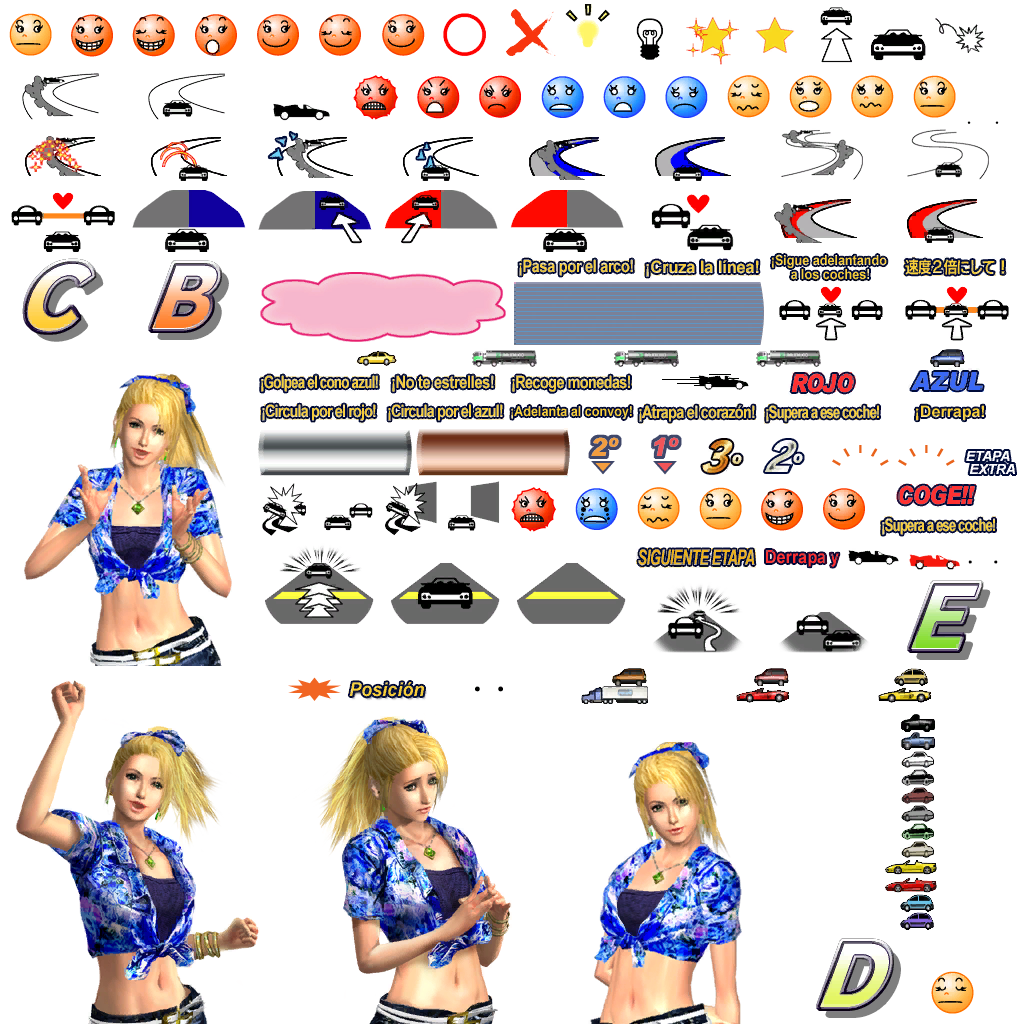 ¡Pasa por el arco!
¡Cruza la línea!
¡Sigue adelantando
a los coches!
速度2倍にして!
C
B
¡Golpea el cono azul!
¡No te estrelles!
¡Recoge monedas!
ROJO
AZUL
¡Circula por el rojo!
¡Circula por el azul!
¡Adelanta al convoy!
¡Atrapa el corazón!
¡Supera a ese coche!
¡Derrapa!
2º
1º
3º
2º
ETAPA
EXTRA
COGE!!
¡Supera a ese coche!
SIGUIENTE ETAPA
Derrapa y
E
Posición
D